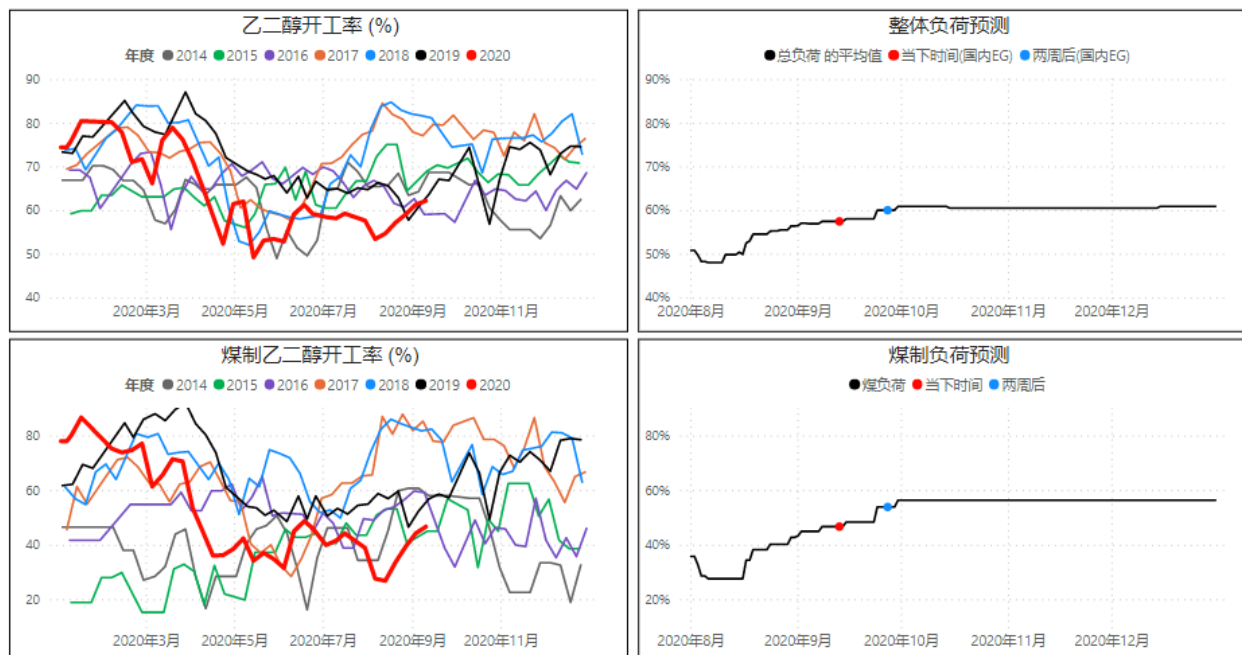 乙二醇开工率 (%)
年度 2014 2015 2016 2017 2018 2019 2020
90
80
70
60
50
40
2020年3月 2020年5月 2020年7月 2020年9月 2020年11月
整体负荷预测
总负荷 的平均值 当下时间(国内EG) 两周后(国内EG)
90%
80%
70%
60%
50%
40%
2020年8月 2020年9月 2020年10月 2020年11月 2020年12月
煤制乙二醇开工率 (%)
年度 2014 2015 2016 2017 2018 2019 2020
80
60
40
20
2020年3月 2020年5月 2020年7月 2020年9月 2020年11月
煤制负荷预测
煤负荷 当下时间 两周后
80%
60%
40%
20%
2020年8月 2020年9月 2020年10月 2020年11月 2020年12月